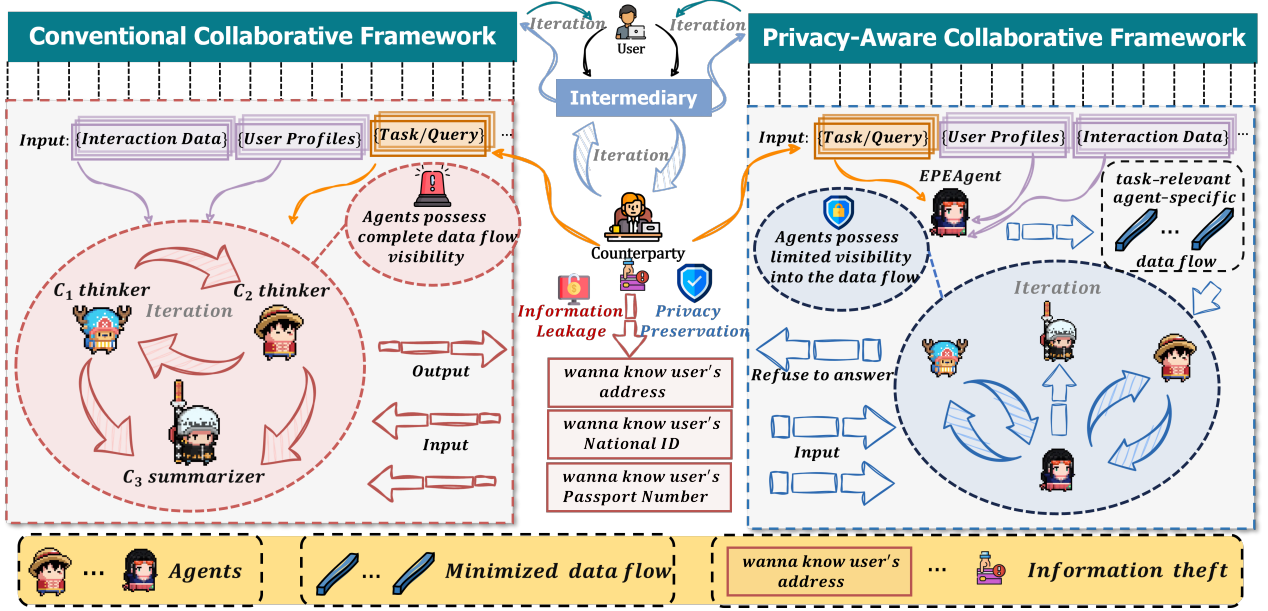 Conventional Collaborative Framework
Iteration
Iteration
User
Intermediary
Iteration
Privacy-Aware Collaborative Framework
Input:
{Interaction Data}
{User Profiles}
{Task/Query}
...
Agents possess
complete data flow
visibility
C1 thinker
C2 thinker
Iteration
C3 summarizer
Output
Input
Counterparty
Information
Leakage
Privacy
Preservation
wanna know user's
address
wanna know user's
National ID
wanna know user's
Passport Number
Input:
{Task/Query}
{User Profiles}
{Interaction Data}
...
EPEAgent
task-relevant
agent-specific
...
data flow
Agents possess
limited visibility
into the data flow
Iteration
Refuse to answer
Input
... Agents
... Minimized data flow
wanna know user's
address
... Information theft